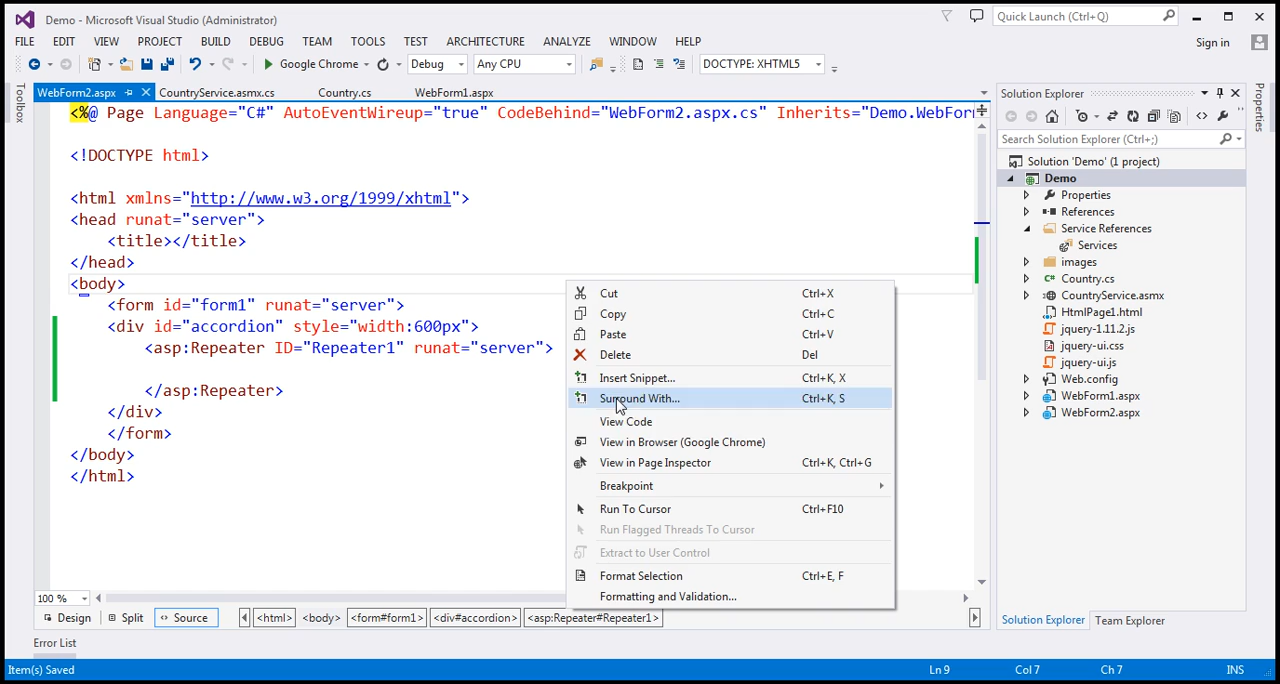 Demo - Microsoft Visual Studio (Administrator)
Quick Launch (Ctrl+Q)
FILE EDIT VIEW PROJECT BUILD DEBUG TEAM TOOLS TEST ARCHITECTURE ANALYZE WINDOW HELP
Sign in
Google Chrome Debug Any CPU DOCTYPE: XHTML5
Toolbox
WebForm2.aspx CountryService.asmx.cs Country.cs WebForm1.aspx
<%@ Page Language="C#" AutoEventWireup="true" CodeBehind="WebForm2.aspx.cs" Inherits="Demo.WebForm
<!DOCTYPE html>
<html xmlns="http://www.w3.org/1999/xhtml">
<head runat="server">
<title></title>
</head>
<body>
<form id="form1" runat="server">
<div id="accordion" style="width:600px">
<asp:Repeater ID="Repeater1" runat="server">
</asp:Repeater>
</div>
</form>
</body>
</html>
Cut Ctrl+X
Copy Ctrl+C
Paste Ctrl+V
Delete Del
Insert Snippet... Ctrl+K, X
Surround With... Ctrl+K, S
View Code
View in Browser (Google Chrome)
View in Page Inspector Ctrl+K, Ctrl+G
Breakpoint
Run To Cursor Ctrl+F10
Run Flagged Threads To Cursor
Extract to User Control
Format Selection Ctrl+E, F
Formatting and Validation...
100 %
Design Split Source <html> <body> <form#form1> <div#accordion> <asp:Repeater#Repeater1>
Solution Explorer
Search Solution Explorer (Ctrl+;)
Solution 'Demo' (1 project)
Demo
Properties
References
Service References
Services
images
Country.cs
CountryService.asmx
HtmlPage1.html
jquery-1.11.2.js
jquery-ui.css
jquery-ui.js
Web.config
WebForm1.aspx
WebForm2.aspx
Solution Explorer Team Explorer
Properties
Error List
Item(s) Saved Ln 9 Col 7 Ch 7 INS